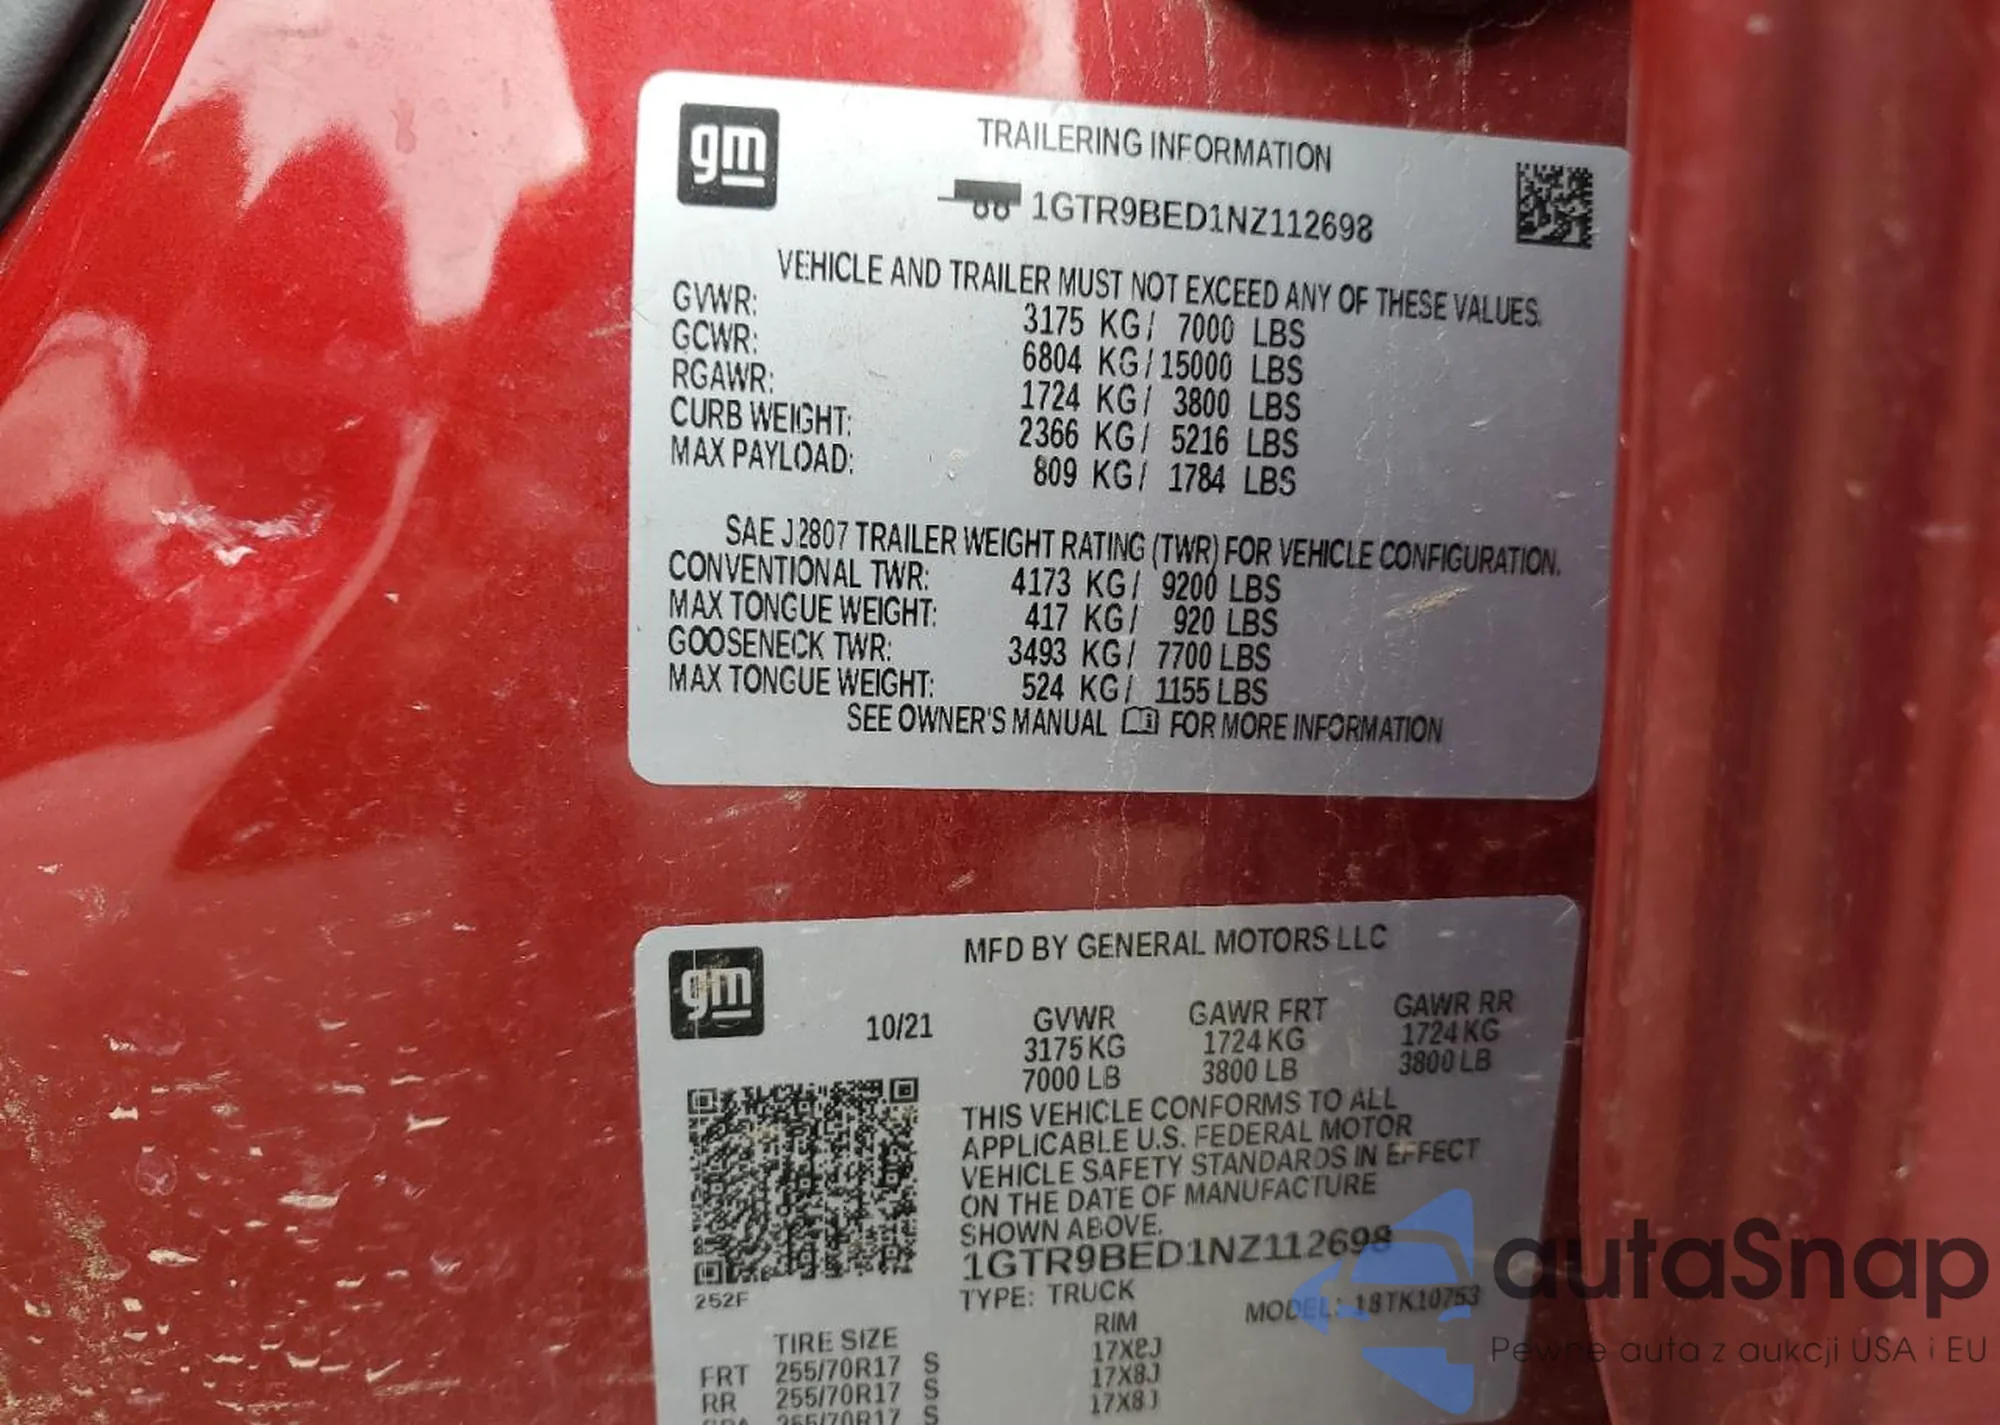 gm
TRAILERING INFORMATION
1GTR9BED1NZ112698
VEHICLE AND TRAILER MUST NOT EXCEED ANY OF THESE VALUES.
GVWR: 3175 KG/ 7000 LBS
GCWR: 6804 KG/ 15000 LBS
RGAWR: 1724 KG/ 3800 LBS
CURB WEIGHT: 2366 KG/ 5216 LBS
MAX PAYLOAD: 809 KG/ 1784 LBS
SAE J2807 TRAILER WEIGHT RATING (TWR) FOR VEHICLE CONFIGURATION.
CONVENTIONAL TWR: 4173 KG/ 9200 LBS
MAX TONGUE WEIGHT: 417 KG/ 920 LBS
GOOSENECK TWR: 3493 KG/ 7700 LBS
MAX TONGUE WEIGHT: 524 KG/ 1155 LBS
SEE OWNER'S MANUAL FOR MORE INFORMATION
gm
MFD BY GENERAL MOTORS LLC
10/21
GVWR GAWR FRT GAWR RR
3175 KG 1724 KG 1724 KG
7000 LB 3800 LB 3800 LB
THIS VEHICLE CONFORMS TO ALL
APPLICABLE U.S. FEDERAL MOTOR
VEHICLE SAFETY STANDARDS IN EFFECT
ON THE DATE OF MANUFACTURE
SHOWN ABOVE.
1GTR9BED1NZ112698
252F
TYPE: TRUCK MODEL: 18TK10753
TIRE SIZE RIM
FRT 255/70R17 S 17X8J
RR 255/70R17 S 17X8J
255/70R17 S 17X8J
autaSnap
Pewne auta z aukcji USA i EU